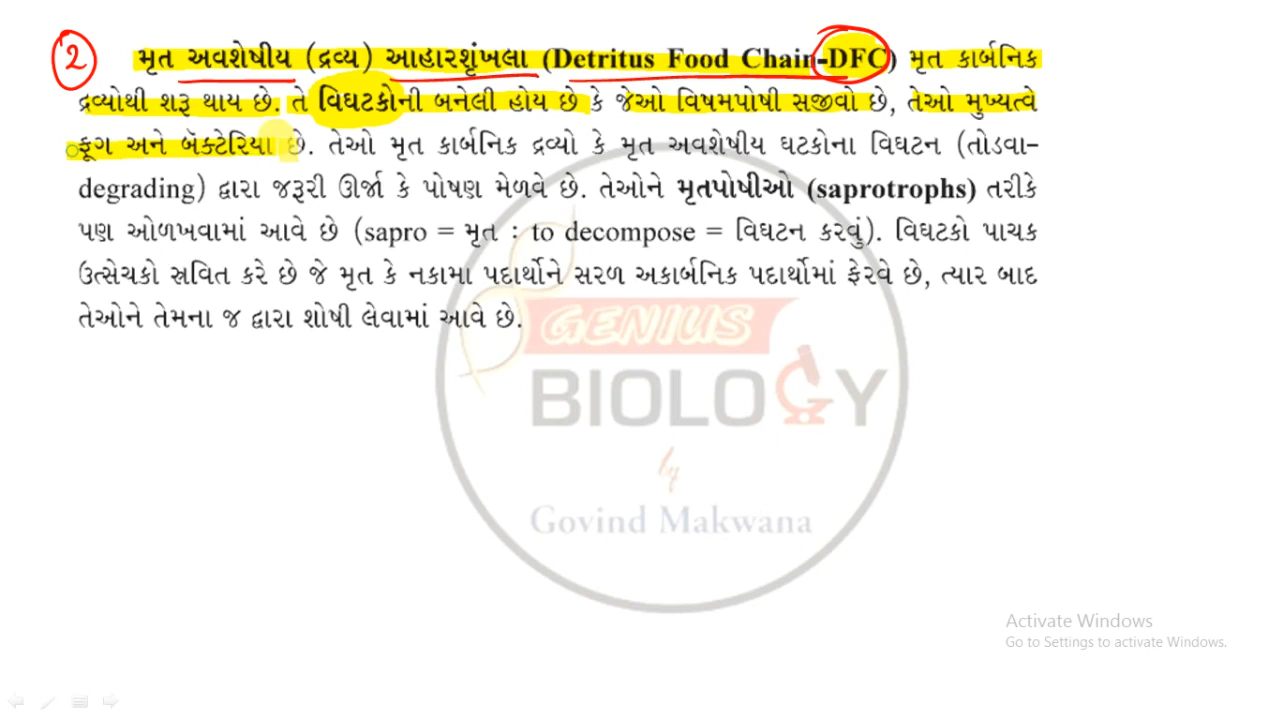 2 મૃત અવશેષીય (દ્રવ્ય) આહારશૃંખલા (Detritus Food Chain-DFC) મૃત કાર્બનિક
દ્રવ્યોથી શરૂ થાય છે. તે વિઘટકોની બનેલી હોય છે કે જેઓ વિષમપોષી સજીવો છે, તેઓ મુખ્યત્વે
ફૂગ અને બૅક્ટેરિયા છે. તેઓ મૃત કાર્બનિક દ્રવ્યો કે મૃત અવશેષીય ઘટકોના વિઘટન (તોડવા-
degrading) દ્વારા જરૂરી ઊર્જા કે પોષણ મેળવે છે. તેઓને મૃતપોષીઓ (saprotrophs) તરીકે
પણ ઓળખવામાં આવે છે (sapro = મૃત : to decompose = વિઘટન કરવું). વિઘટકો પાચક
ઉત્સેચકો સ્રવિત કરે છે જે મૃત કે નકામા પદાર્થોને સરળ અકાર્બનિક પદાર્થોમાં ફેરવે છે, ત્યાર બાદ
તેઓને તેમના જ દ્વારા શોષી લેવામાં આવે છે.
GENIUS
BIOLOGY
by
Govind Makwana
Activate Windows
Go to Settings to activate Windows.